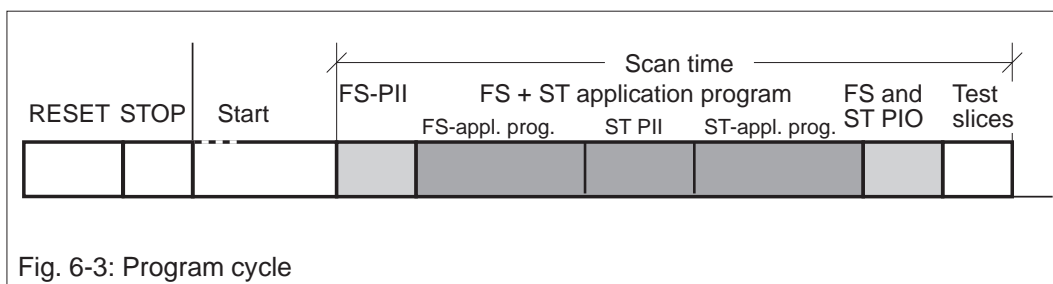 Scan time
FS-PII FS + ST application program FS and Test
RESET STOP Start FS-appl. prog. ST PII ST-appl. prog. ST PIO slices
Fig. 6-3: Program cycle